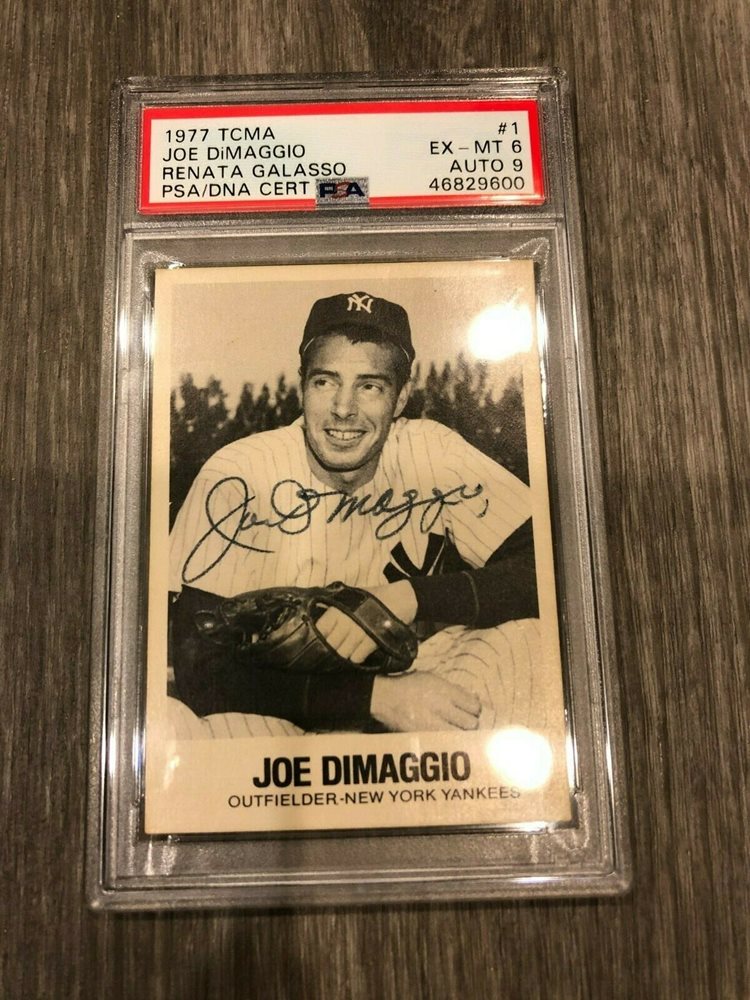 1977 TCMA #1
JOE DiMAGGIO EX - MT 6
RENATA GALASSO AUTO 9
PSA/DNA CERT PSA 46829600
NY
Joe DiMaggio
NY
JOE DIMAGGIO
OUTFIELDER-NEW YORK YANKEES